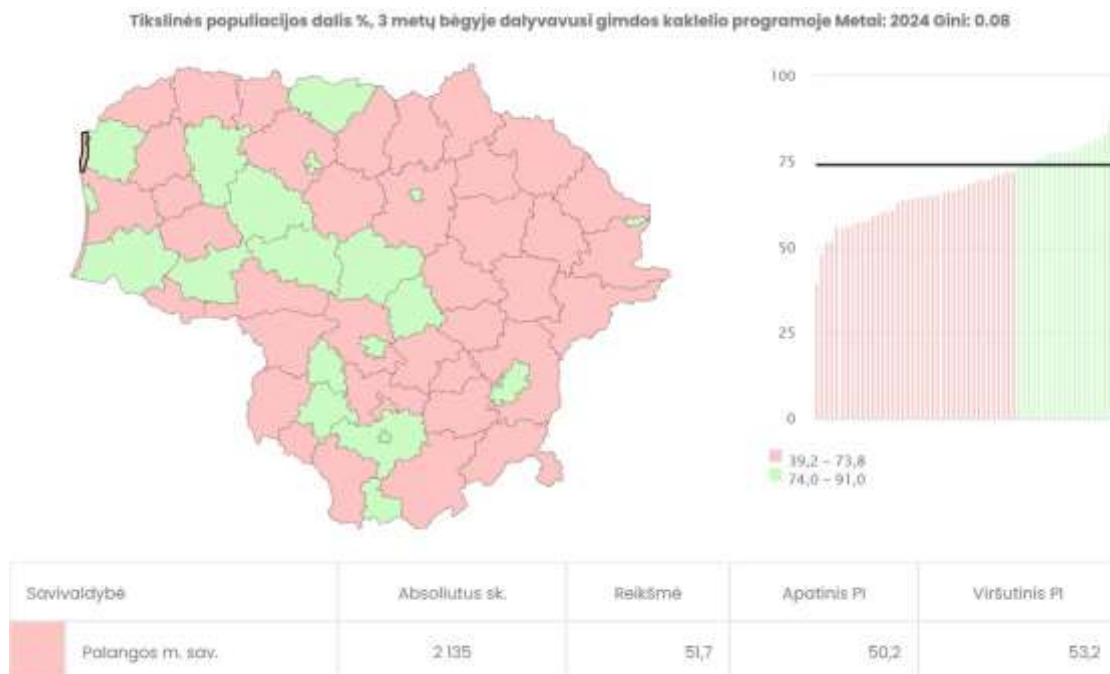 Tikslinės populiacijos dalis %, 3 metų bėgyje dalyvavusi gimdos kaklelio programoje Metai: 2024 Gini: 0.08
100
75
50
25
0
39,2 – 73,8
74,0 – 91,0
Savivaldybė Absoliutus sk. Reikšmė Apatinis PI Viršutinis PI
Palangos m. sav. 2 135 51,7 50,2 53,2